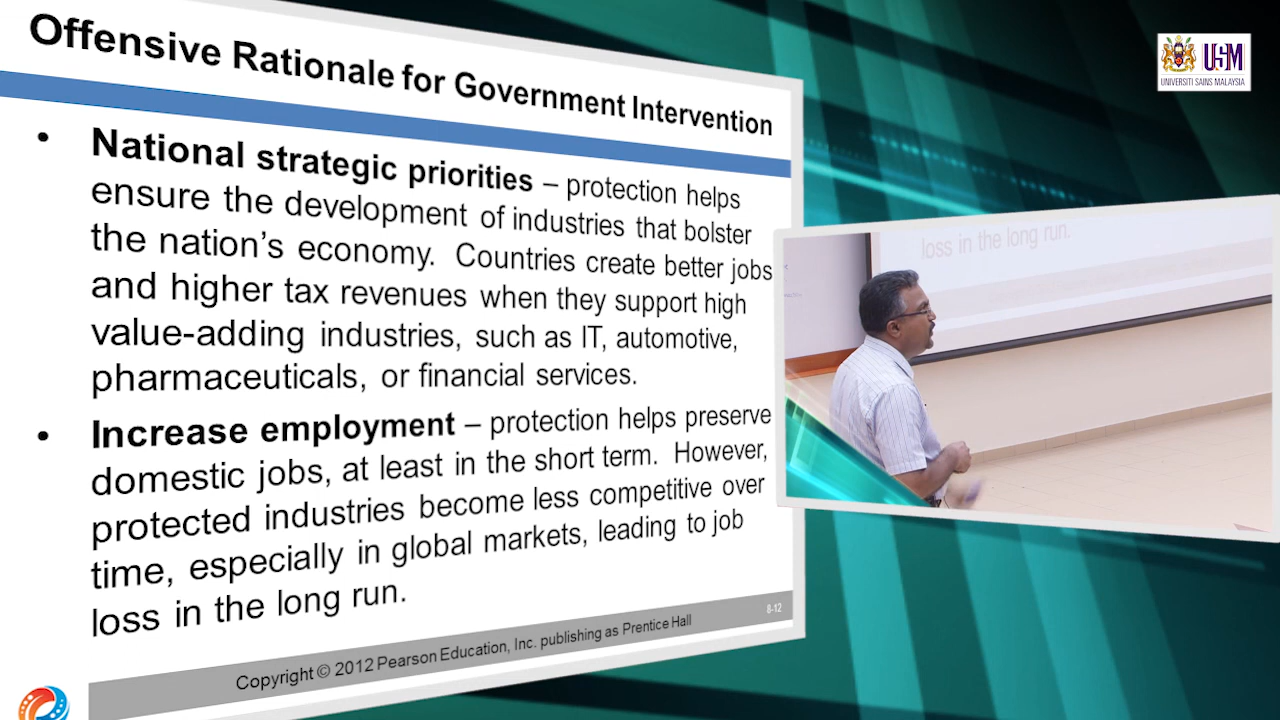 Offensive Rationale for Government Intervention
• National strategic priorities – protection helps
ensure the development of industries that bolster
the nation’s economy. Countries create better jobs
and higher tax revenues when they support high
value-adding industries, such as IT, automotive,
pharmaceuticals, or financial services.
• Increase employment – protection helps preserve
domestic jobs, at least in the short term. However,
protected industries become less competitive over
time, especially in global markets, leading to job
loss in the long run.
8-12
Copyright © 2012 Pearson Education, Inc. publishing as Prentice Hall
USM
UNIVERSITI SAINS MALAYSIA
loss in the long run.